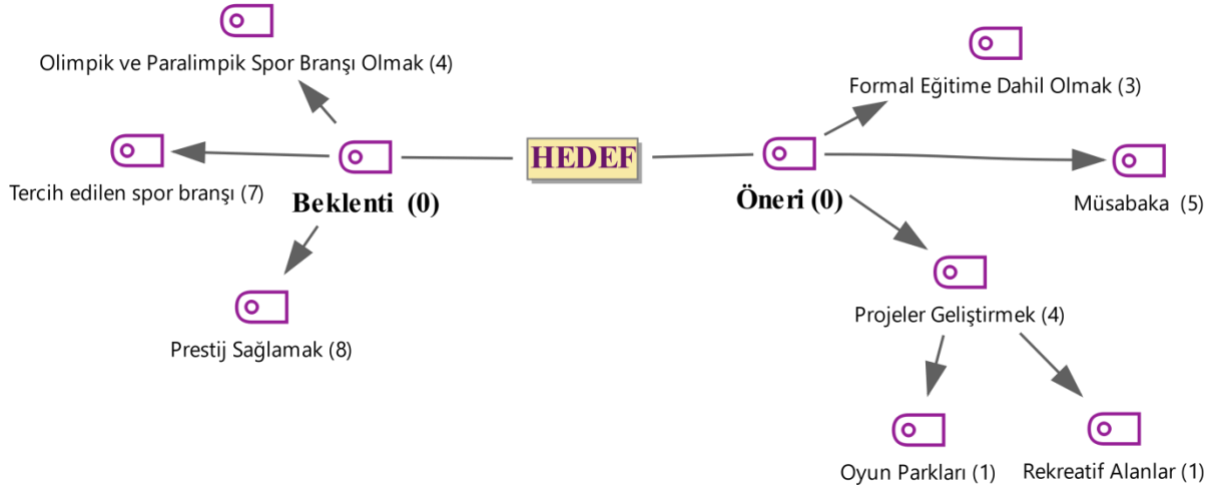 Olimpik ve Paralimpik Spor Branşı Olmak (4)
Formal Eğitime Dahil Olmak (3)
HEDEF
Tercih edilen spor branşı (7)
Beklenti (0)
Öneri (0)
Müsabaka (5)
Projeler Geliştirmek (4)
Prestij Sağlamak (8)
Oyun Parkları (1)
Rekreatif Alanlar (1)